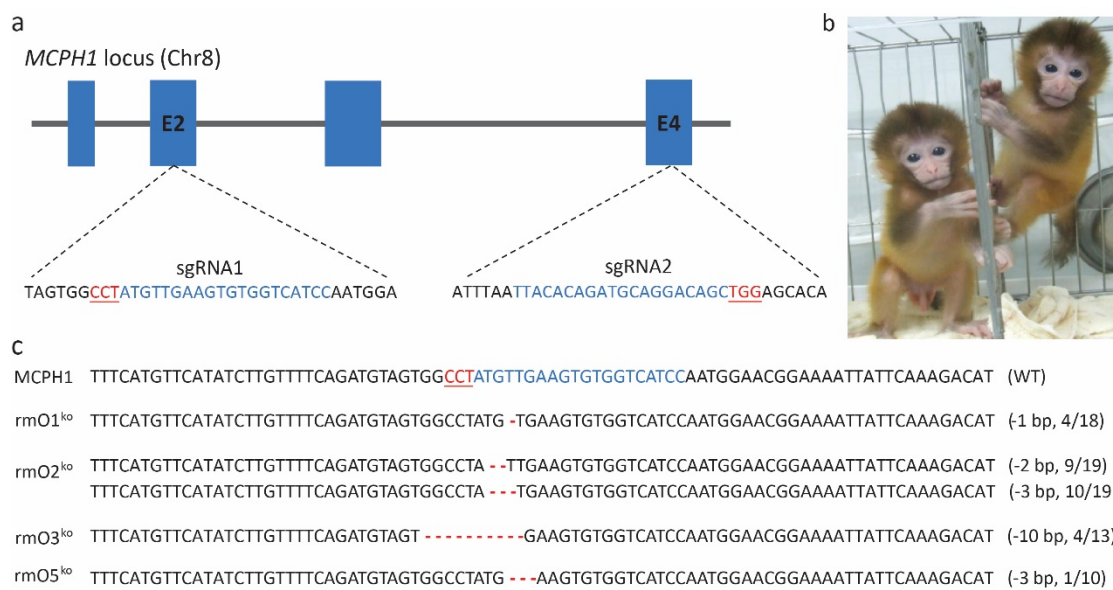 a
b
MCPH1 locus (Chr8)
E2
E4
sgRNA1
sgRNA2
TAGTGGCCTATGTTGAAGTGTGGTCATCCAATGGA
ATTTAATTACACAGATGCAGGACAGCTGGAGCACA
c
MCPH1 TTTCATGTTCATATCTTGTTTTCAGATGTAGTGGCCTATGTTGAAGTGTGGTCATCCAATGGAACGGAAAATTATTCAAAGACAT (WT)
rmO1ko TTTCATGTTCATATCTTGTTTTCAGATGTAGTGGCCTATG-TGAAGTGTGGTCATCCAATGGAACGGAAAATTATTCAAAGACAT (-1 bp, 4/18)
rmO2ko TTTCATGTTCATATCTTGTTTTCAGATGTAGTGGCCTA--TTGAAGTGTGGTCATCCAATGGAACGGAAAATTATTCAAAGACAT (-2 bp, 9/19)
TTTCATGTTCATATCTTGTTTTCAGATGTAGTGGCCTA---TGAAGTGTGGTCATCCAATGGAACGGAAAATTATTCAAAGACAT (-3 bp, 10/19
rmO3ko TTTCATGTTCATATCTTGTTTTCAGATGTAGT----------GAAGTGTGGTCATCCAATGGAACGGAAAATTATTCAAAGACAT (-10 bp, 4/13)
rmO5ko TTTCATGTTCATATCTTGTTTTCAGATGTAGTGGCCTATG---AAGTGTGGTCATCCAATGGAACGGAAAATTATTCAAAGACAT (-3 bp, 1/10)